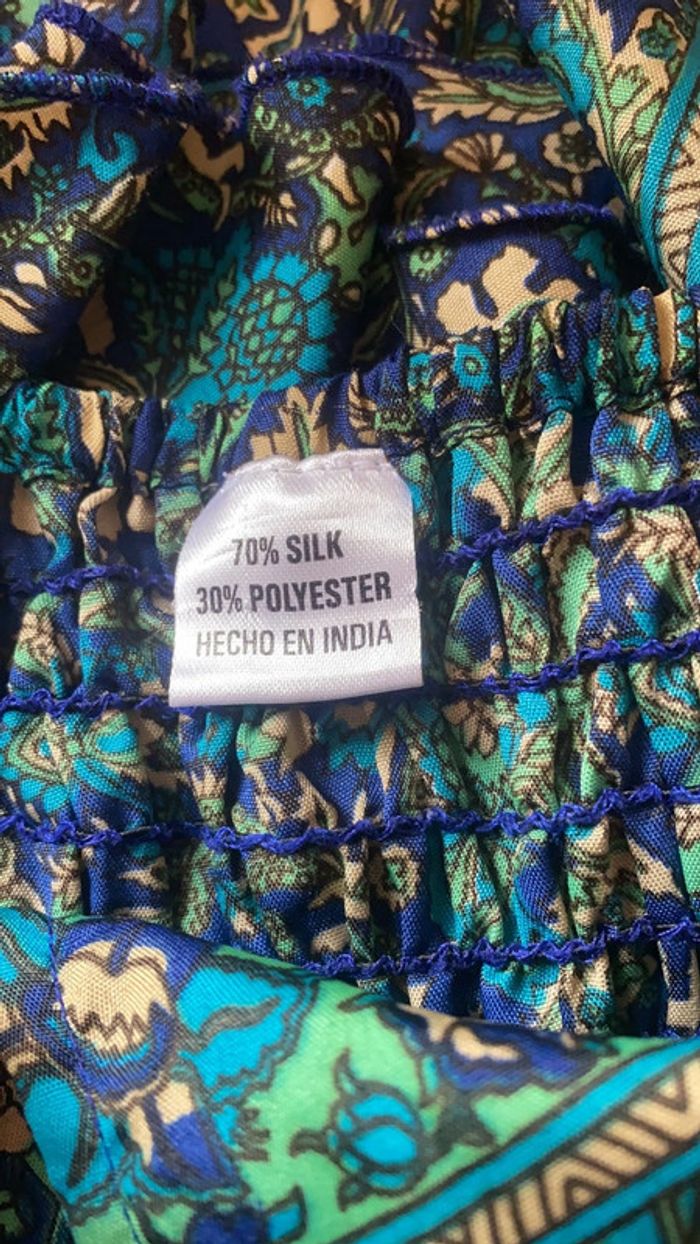 70% SILK
30% POLYESTER
HECHO EN INDIA